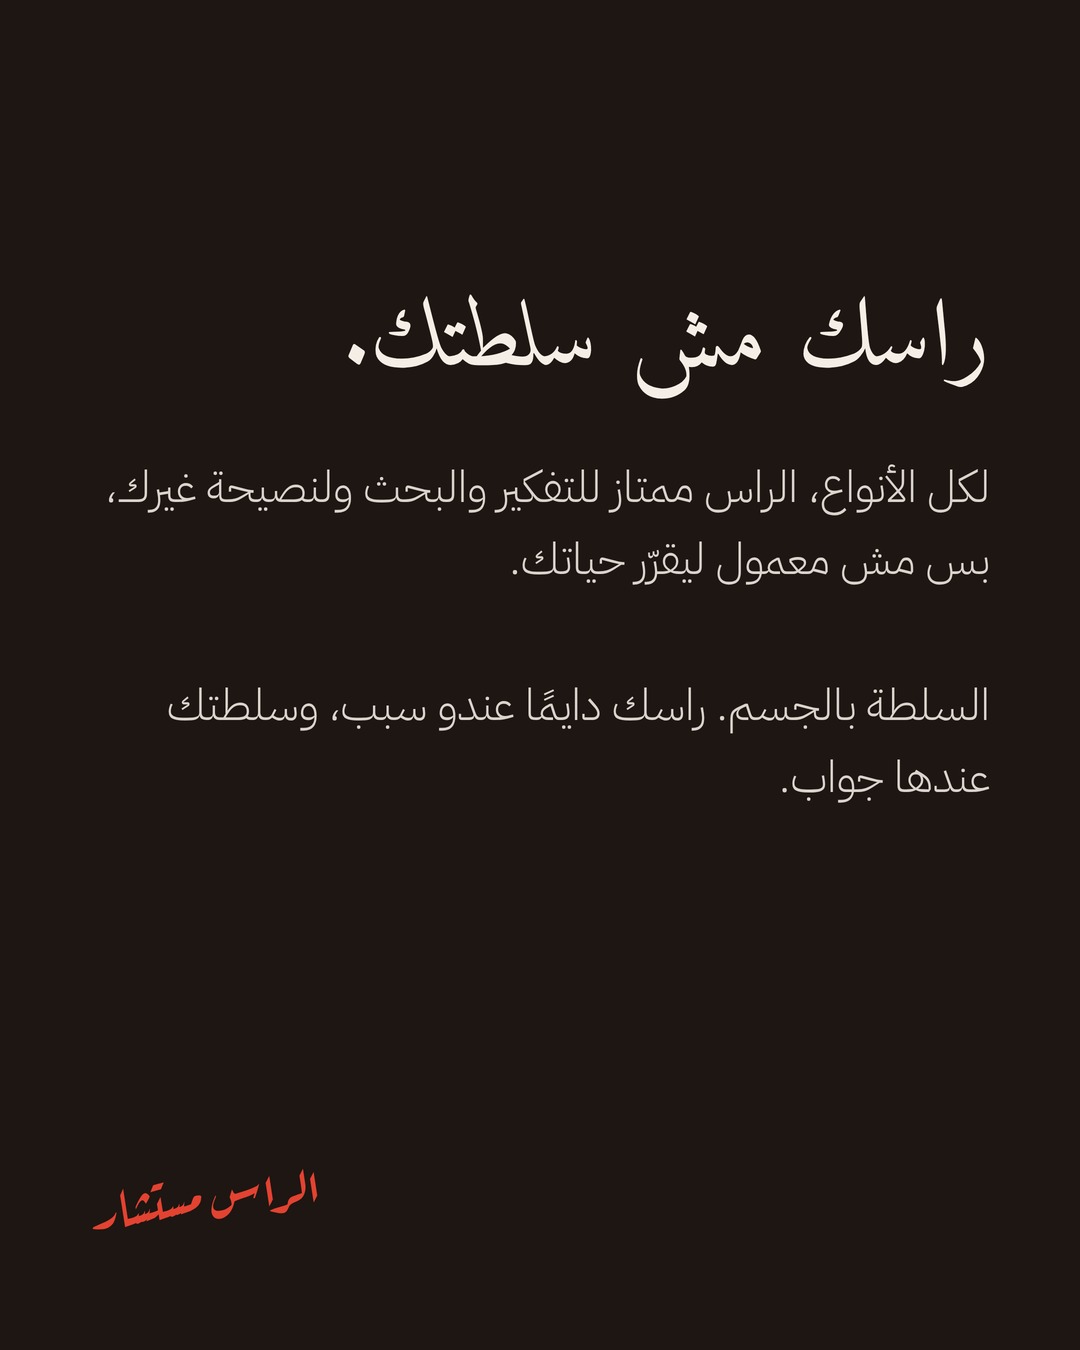 راسك مش سلطتك.
لكل الأنواع، الراس ممتاز للتفكير والبحث ولنصيحة غيرك،
بس مش معمول ليقرّر حياتك.
السلطة بالجسم. راسك دايمًا عندو سبب، وسلطتك
عندها جواب.
الراس مستشار